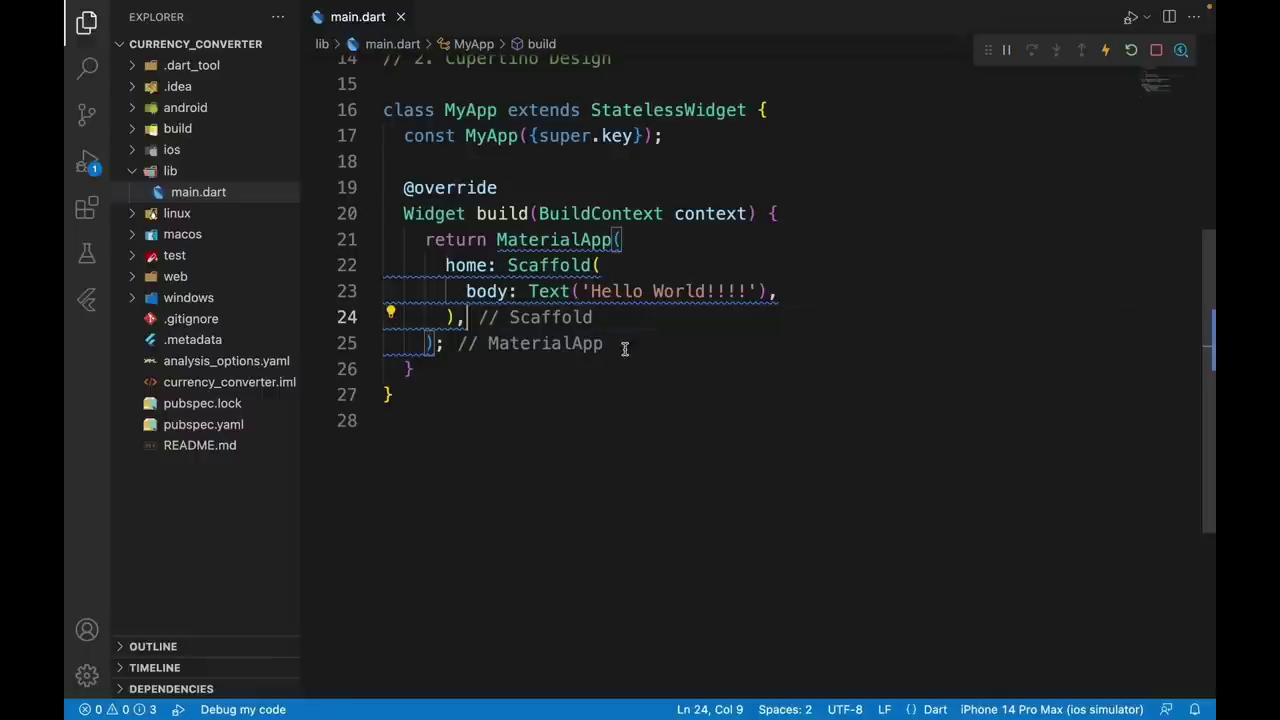 EXPLORER
main.dart
CURRENCY_CONVERTER
lib main.dart MyApp build
.dart_tool
.idea
android
build
ios
lib
main.dart
linux
macos
test
web
windows
.gitignore
.metadata
analysis_options.yaml
currency_converter.iml
pubspec.lock
pubspec.yaml
README.md
OUTLINE
TIMELINE
DEPENDENCIES
1
14 // 2. Cupertino Design
15
16 class MyApp extends StatelessWidget {
17 const MyApp({super.key});
18
19 @override
20 Widget build(BuildContext context) {
21 return MaterialApp(
22 home: Scaffold(
23 body: Text('Hello World!!!!'),
24 ), // Scaffold
25 ); // MaterialApp
26 }
27 }
28
0 0 3 Debug my code Ln 24, Col 9 Spaces: 2 UTF-8 LF Dart iPhone 14 Pro Max (ios simulator)